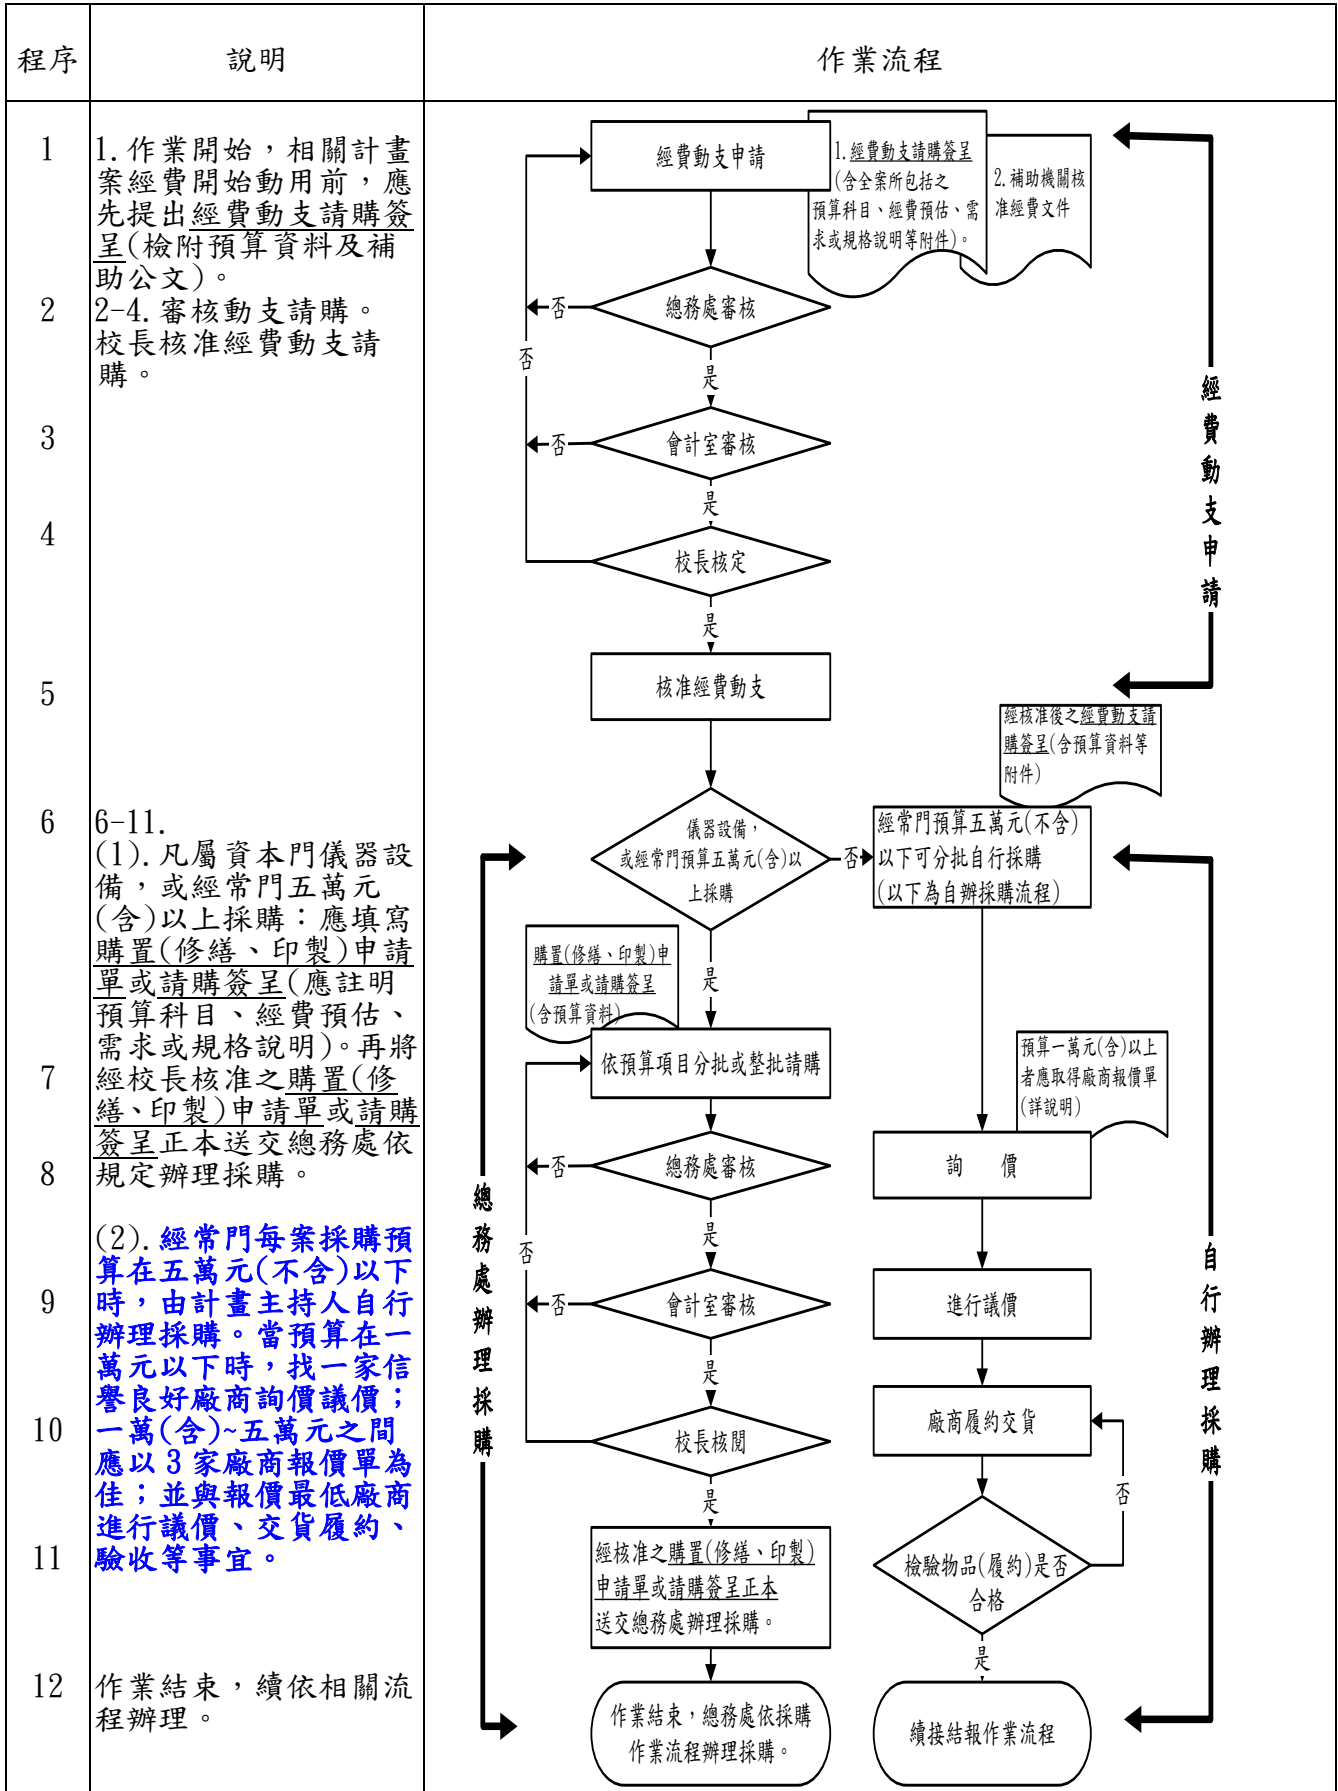 程序
說明
作業流程
1
1.作業開始，相關計畫
案經費開始動用前，應
先提出經費動支請購簽
呈(檢附預算資料及補
助公文)。
2
2-4.審核動支請購。
校長核准經費動支請
購。
3
4
5
6
6-11.
(1).凡屬資本門儀器設
備，或經常門五萬元
(含)以上採購：應填寫
購置(修繕、印製)申請
單或請購簽呈(應註明
預算科目、經費預估、
需求或規格說明)。再將
7
經校長核准之購置(修
繕、印製)申請單或請購
簽呈正本送交總務處依
8
規定辦理採購。
(2).經常門每案採購預
算在五萬元(不含)以下
9
時，由計畫主持人自行
辦理採購。當預算在一
萬元以下時，找一家信
譽良好廠商詢價議價；
10
一萬(含)~五萬元之間
應以3家廠商報價單為
佳；並與報價最低廠商
進行議價、交貨履約、
11
驗收等事宜。
12
作業結束，續依相關流
程辦理。
經費動支申請
1.經費動支請購簽呈
(含全案所包括之
預算科目、經費預估、需
求或規格說明等附件)。
2.補助機關核
准經費文件
總務處審核
否
是
否
會計室審核
否
是
校長核定
是
核准經費動支
經費動支申請
經核准後之經費動支請
購簽呈(含預算資料等
附件)
儀器設備，
或經常門預算五萬元(含)以
上採購
否
經常門預算五萬元(不含)
以下可分批自行採購
(以下為自辦採購流程)
購置(修繕、印製)申
請單或請購簽呈
(含預算資料)
是
依預算項目分批或整批請購
總務處審核
否
是
否
會計室審核
否
是
校長核閱
是
經核准之購置(修繕、印製)
申請單或請購簽呈正本
送交總務處辦理採購。
作業結束，總務處依採購
作業流程辦理採購。
總務處辦理採購
預算一萬元(含)以上
者應取得廠商報價單
(詳說明)
詢　價
進行議價
廠商履約交貨
否
檢驗物品(履約)是否
合格
是
續接結報作業流程
自行辦理採購